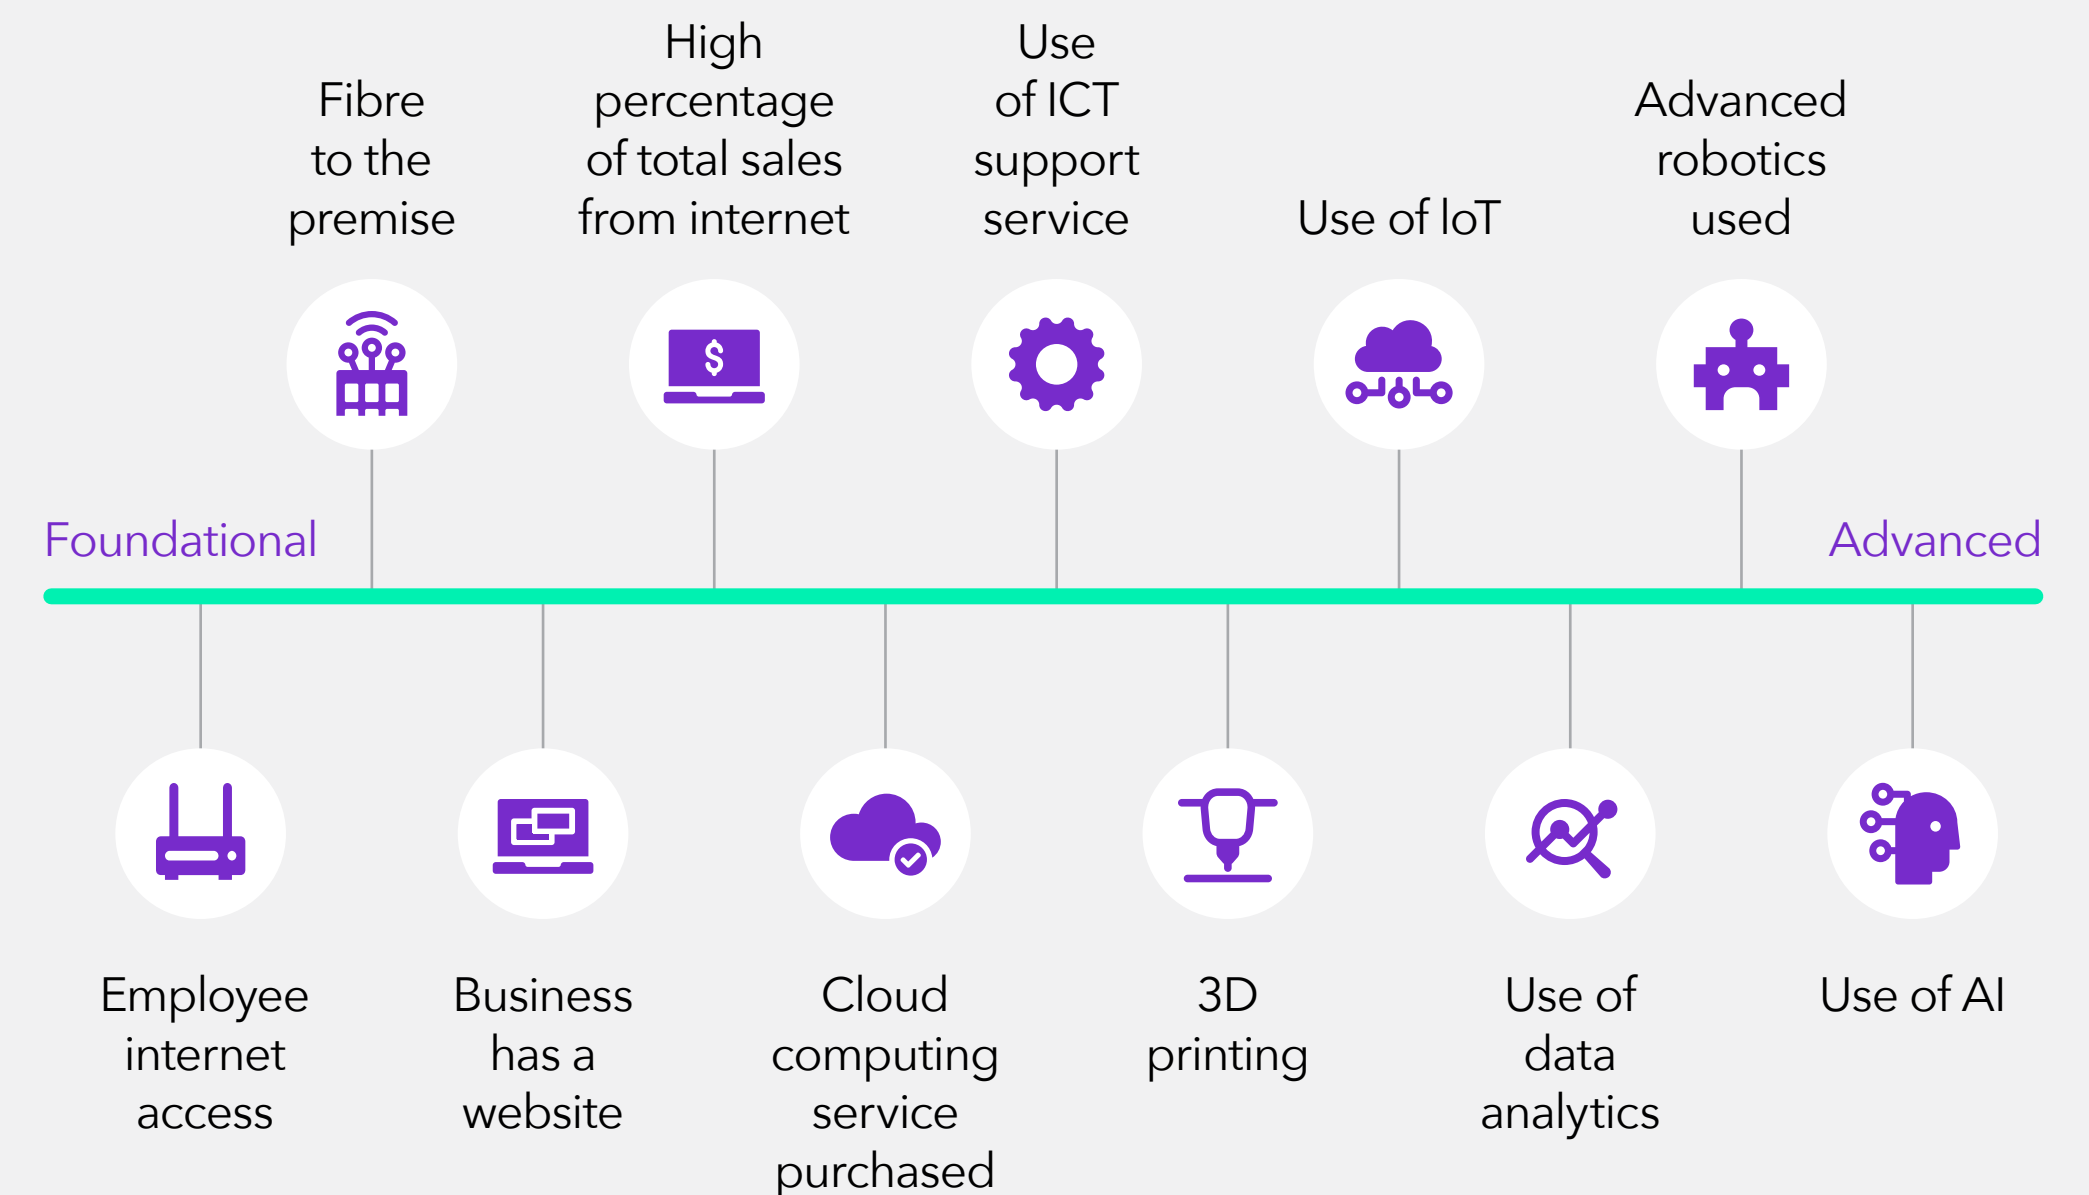 Fibre
to the
premise
High
percentage
of total sales
from internet
Use
of ICT
support
service
Use of IoT
Advanced
robotics
used
Foundational
Advanced
Employee
internet
access
Business
has a
website
Cloud
computing
service
purchased
3D
printing
Use of
data
analytics
Use of AI
$